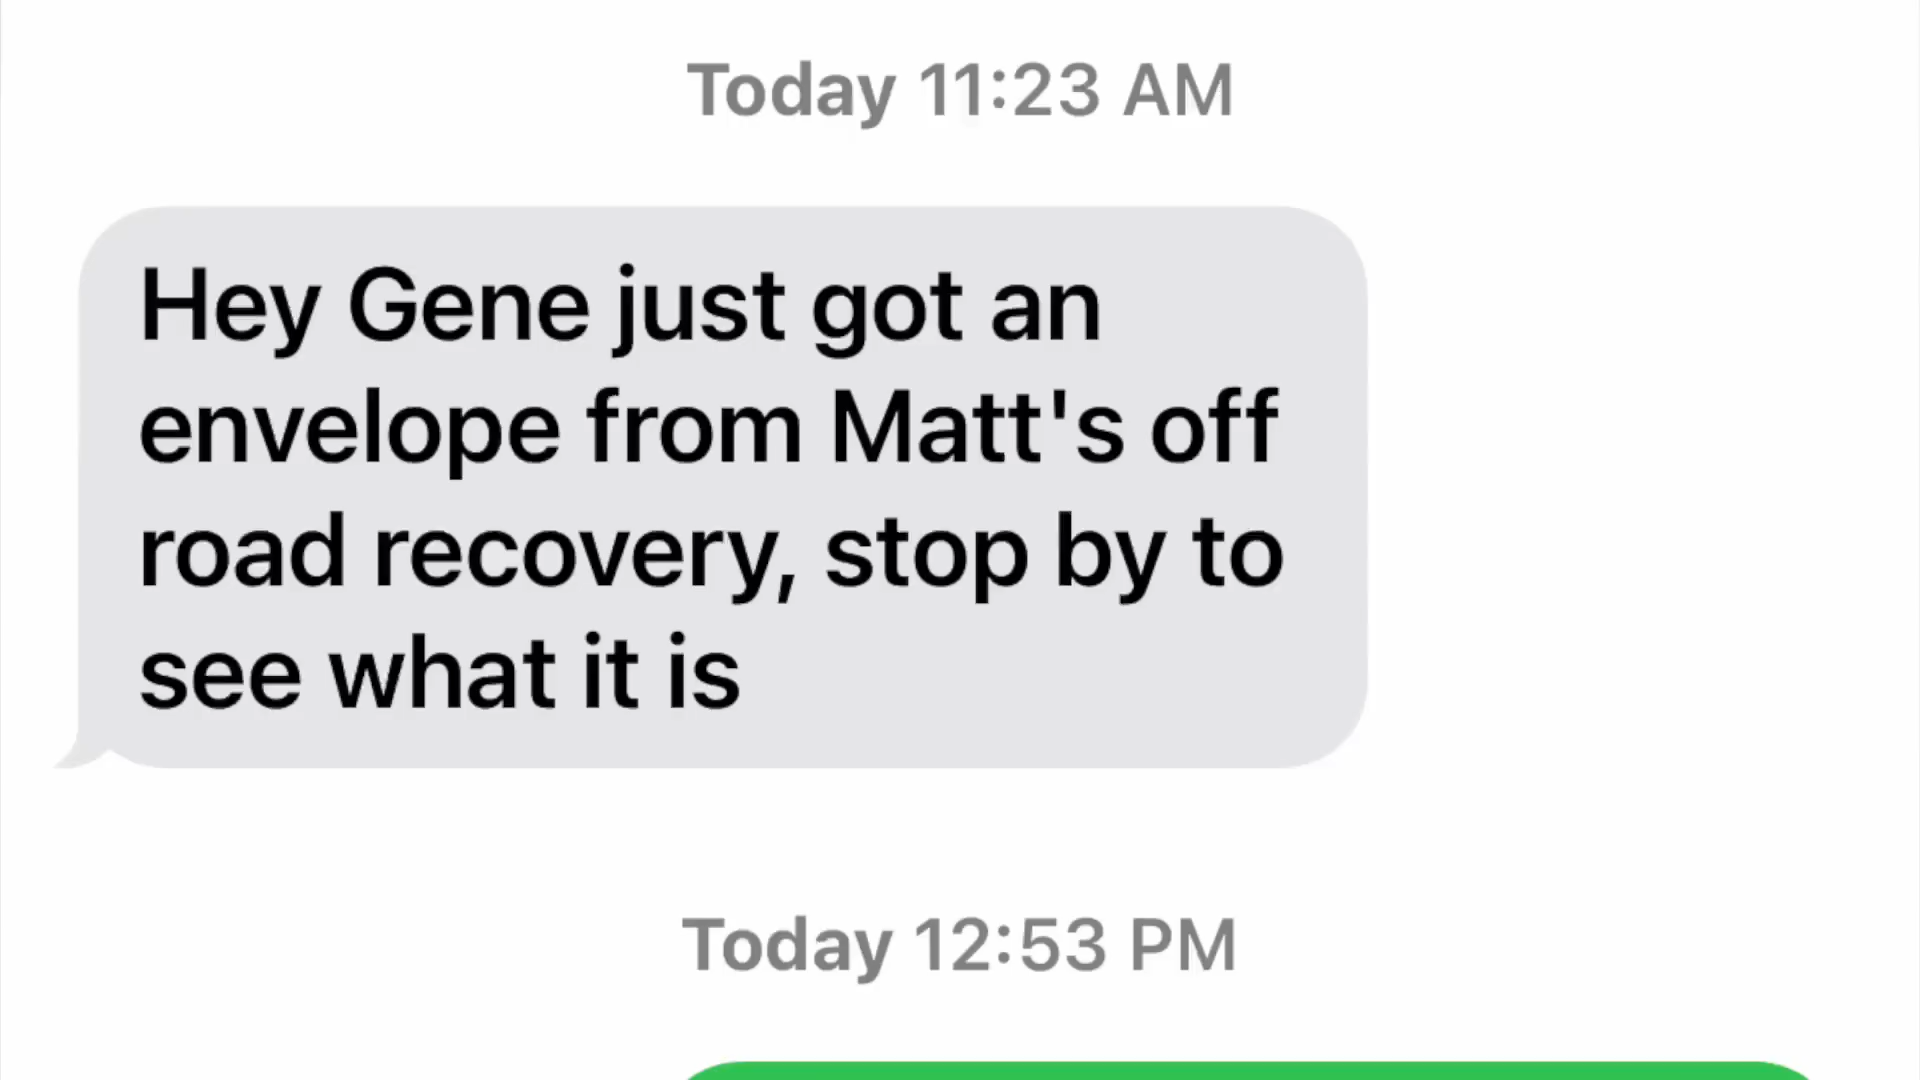 Today 11:23 AM
Hey Gene just got an
envelope from Matt's off
road recovery, stop by to
see what it is
Today 12:53 PM